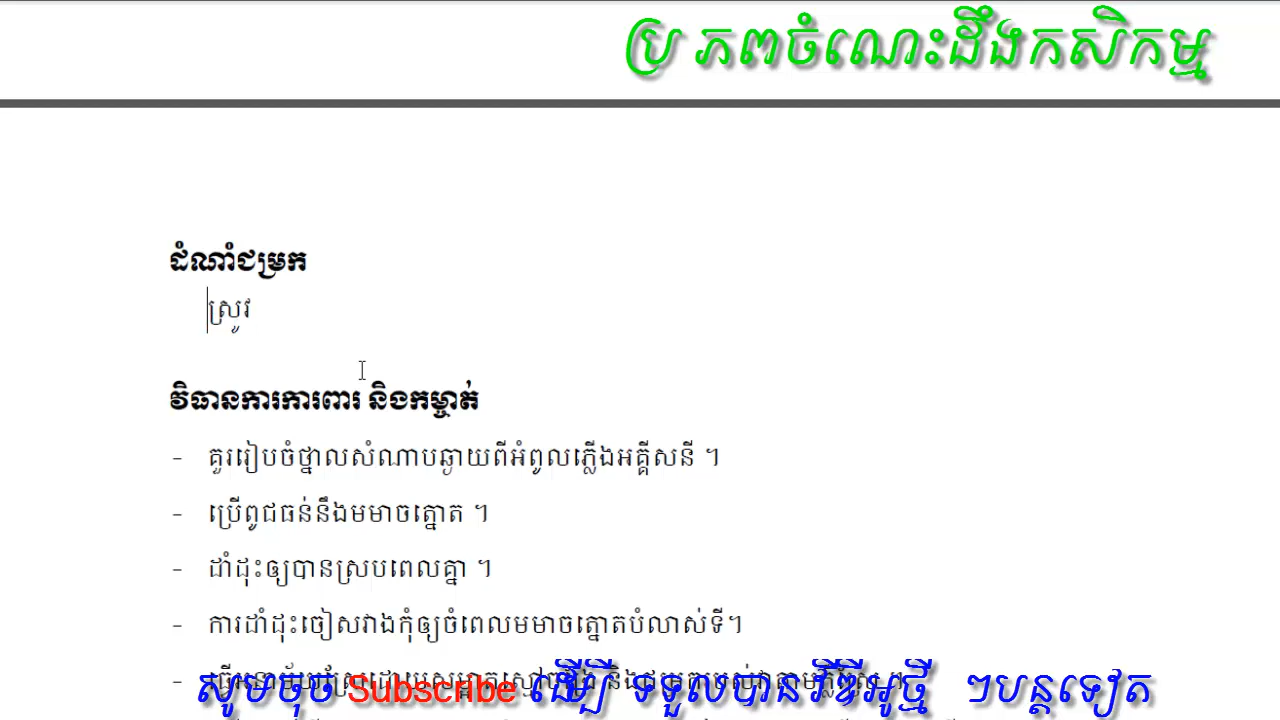 ប្រភពចំណេះដឹងកសិកម្ម
ដំណាំជម្រក
ស្រូវ
វិធានការការពារ និងកម្ចាត់
- គួររៀបចំថ្នាលសំណាបឆ្ងាយពីអំពូលភ្លើងអគ្គីសនី ។
- ប្រើពូជធន់នឹងមមាចត្នោត ។
- ដាំដុះឲ្យបានស្របពេលគ្នា ។
- ការដាំដុះចៀសវាងកុំឲ្យចំពេលមមាចត្នោតបំលាស់ទី។
សូមចុច Subscribe ដើម្បី ទទួលបានវីឌីអូថ្មី ៗបន្តទៀត